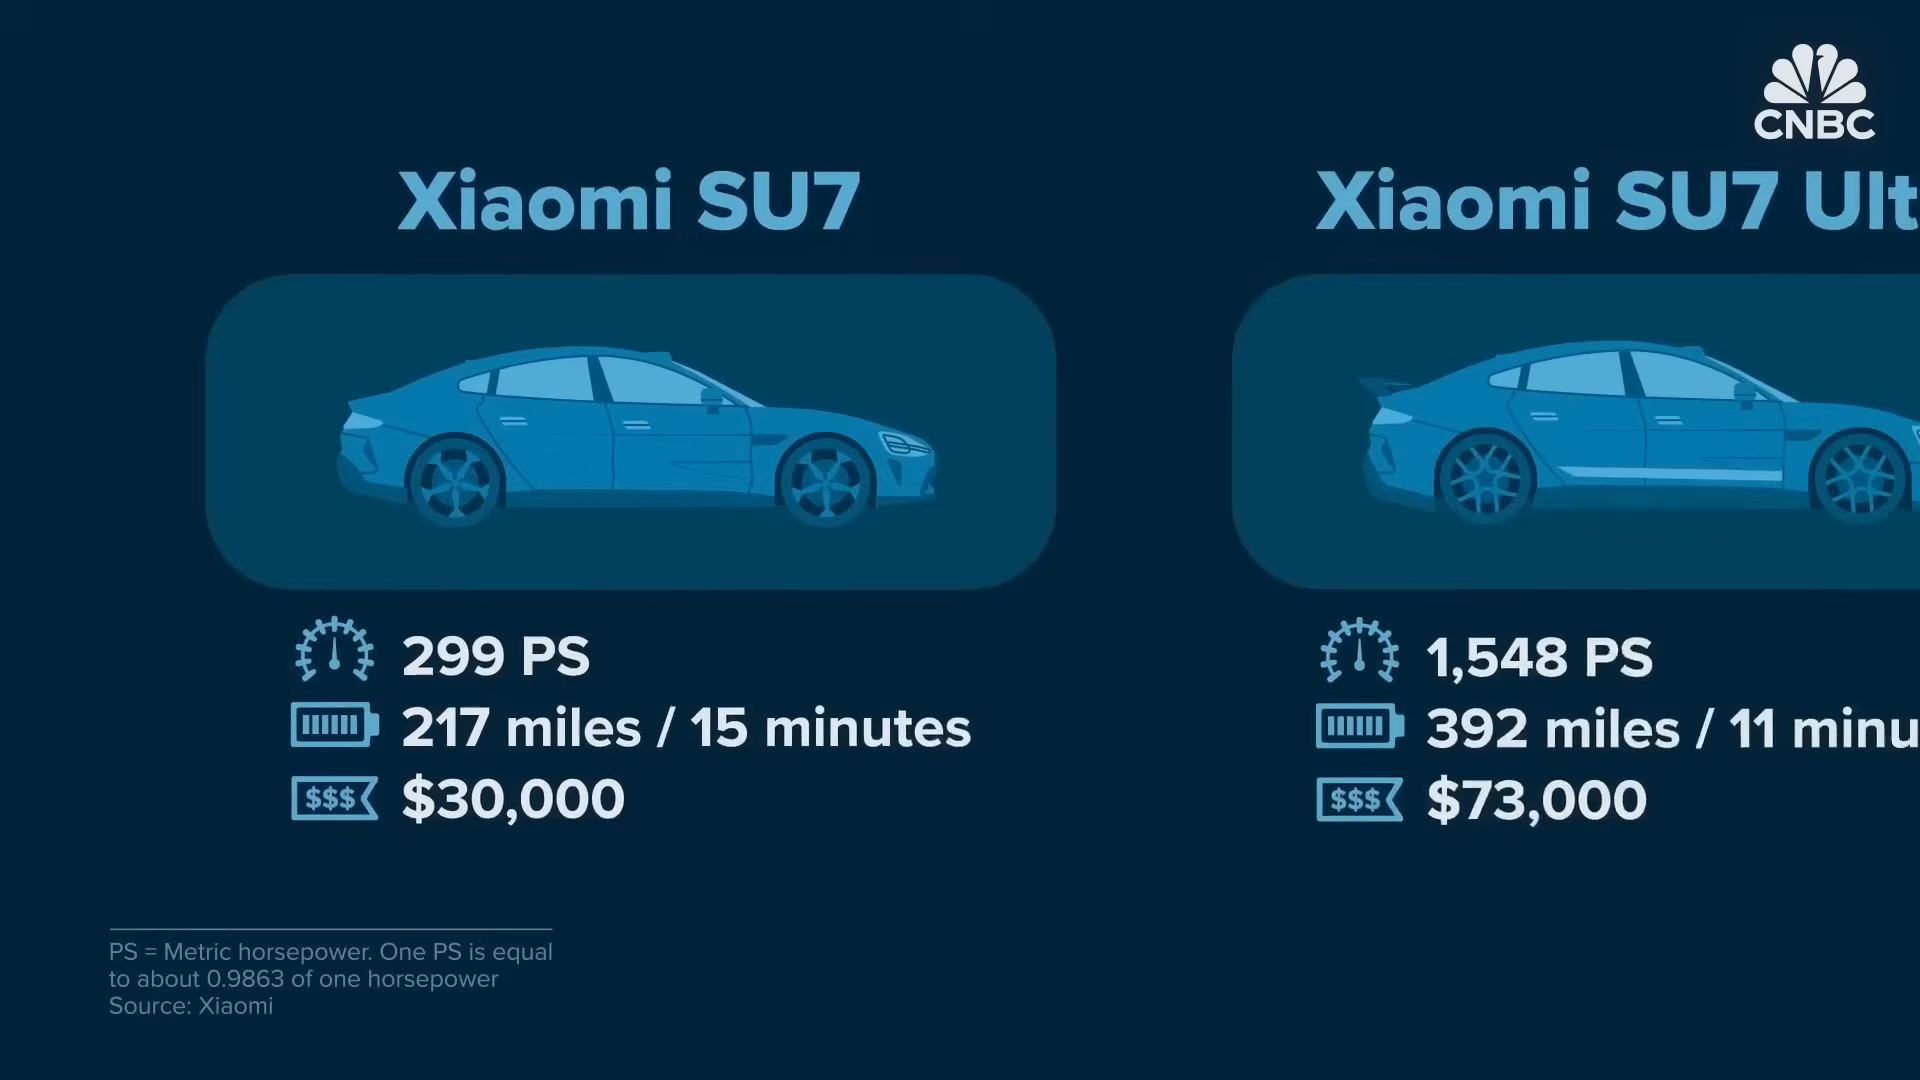 CNBC
Xiaomi SU7
299 PS
217 miles / 15 minutes
$$$
$30,000
Xiaomi SU7 Ult
1,548 PS
392 miles / 11 minu
$$$
$73,000
PS = Metric horsepower. One PS is equal
to about 0.9863 of one horsepower
Source: Xiaomi